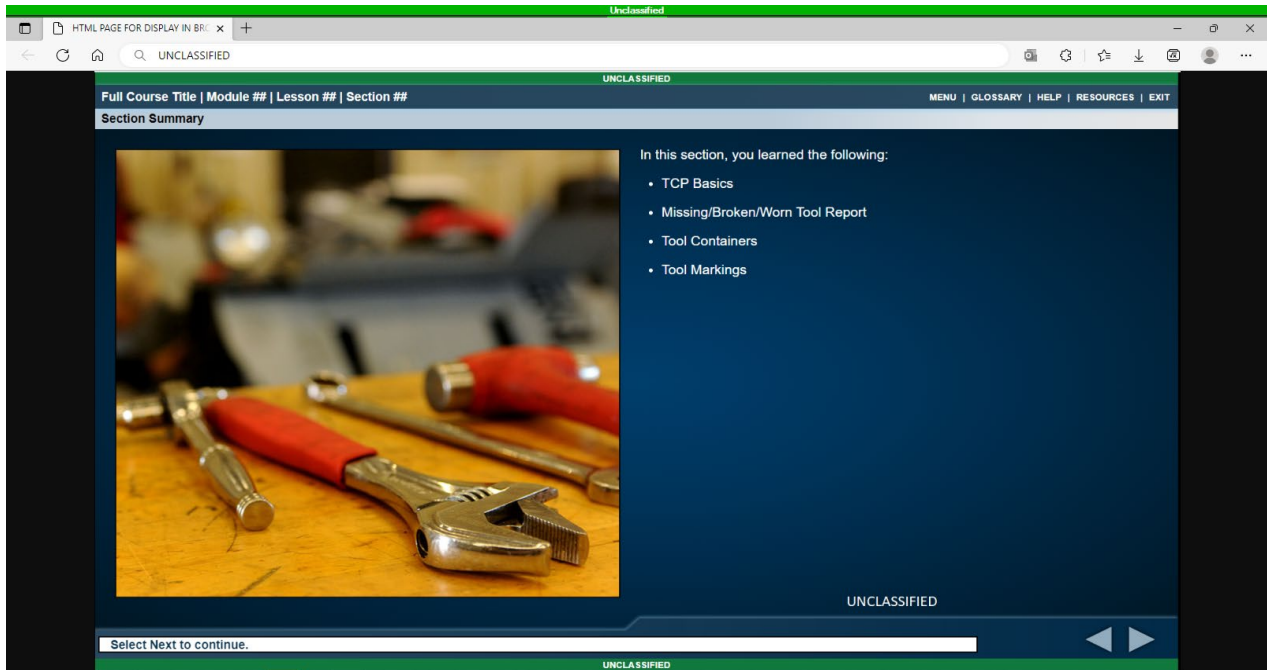 Unclassified
HTML PAGE FOR DISPLAY IN BRO
UNCLASSIFIED
UNCLASSIFIED
Full Course Title | Module ## | Lesson ## | Section ##
MENU | GLOSSARY | HELP | RESOURCES | EXIT
Section Summary
In this section, you learned the following:
• TCP Basics
• Missing/Broken/Worn Tool Report
• Tool Containers
• Tool Markings
UNCLASSIFIED
Select Next to continue.
UNCLASSIFIED